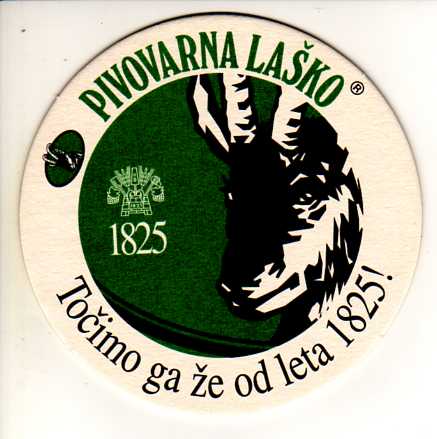 PIVOVARNA LAŠKO ®
1825
Točimo ga že od leta 1825!